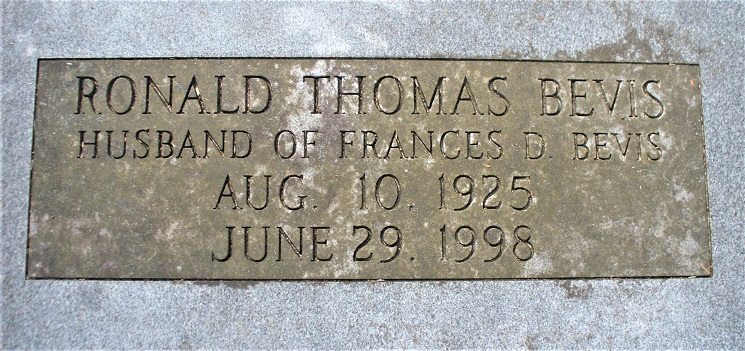 RONALD THOMAS BEVIS
HUSBAND OF FRANCES D. BEVIS
AUG. 10. 1925
JUNE 29. 1998